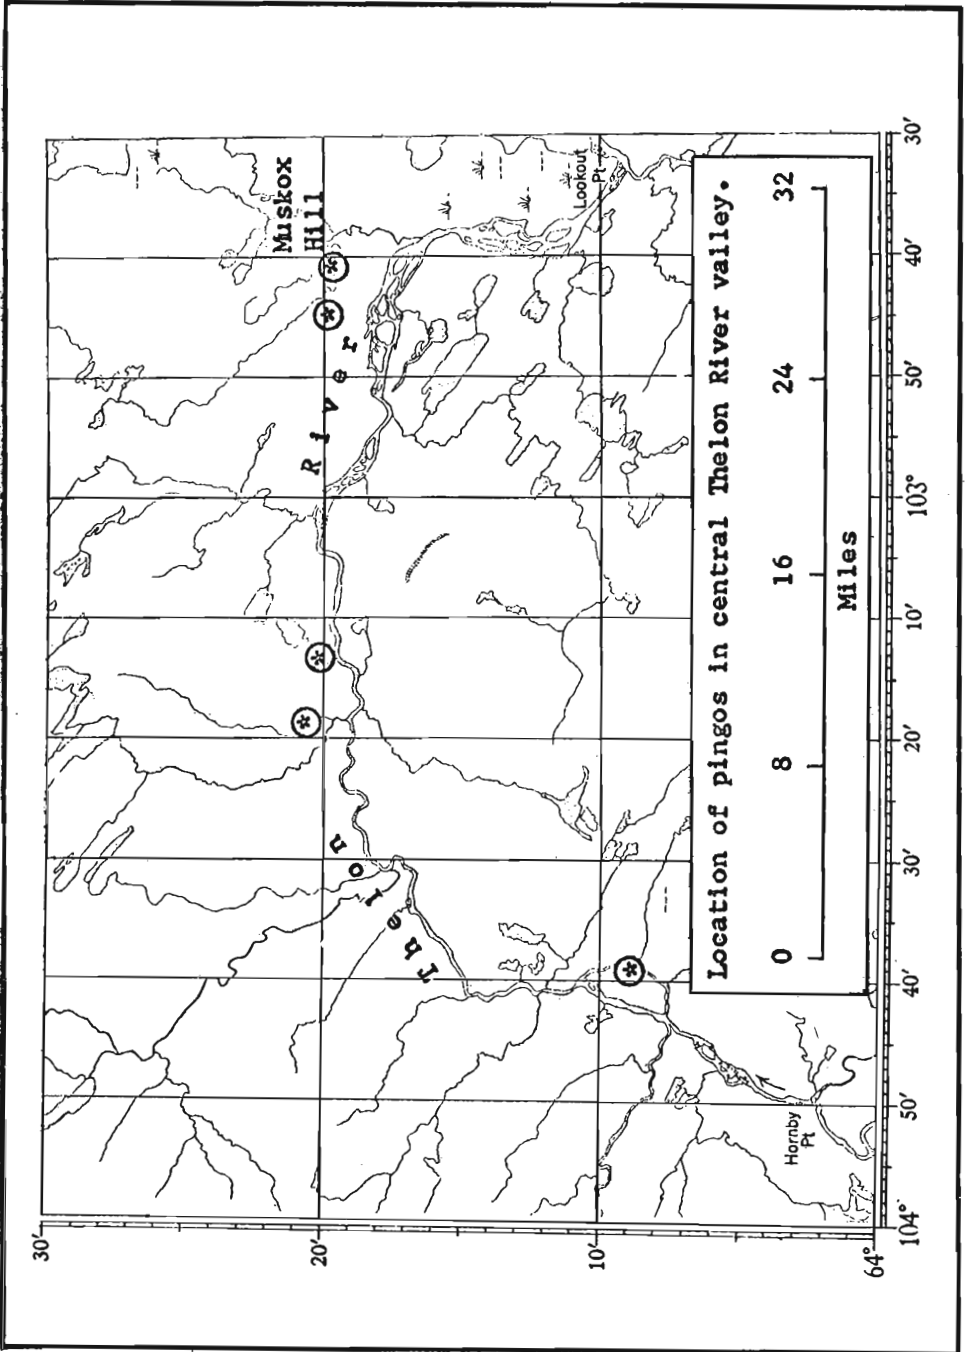 30′
20′
10′
64°
104°
50′
40′
30′
20′
10′
103°
50′
40′
30′
Muskox
Hill
Thelon River
Lookout
Pt
Hornby
Pt
Location of pingos in central Thelon River valley.
0 8 16 24 32
Miles